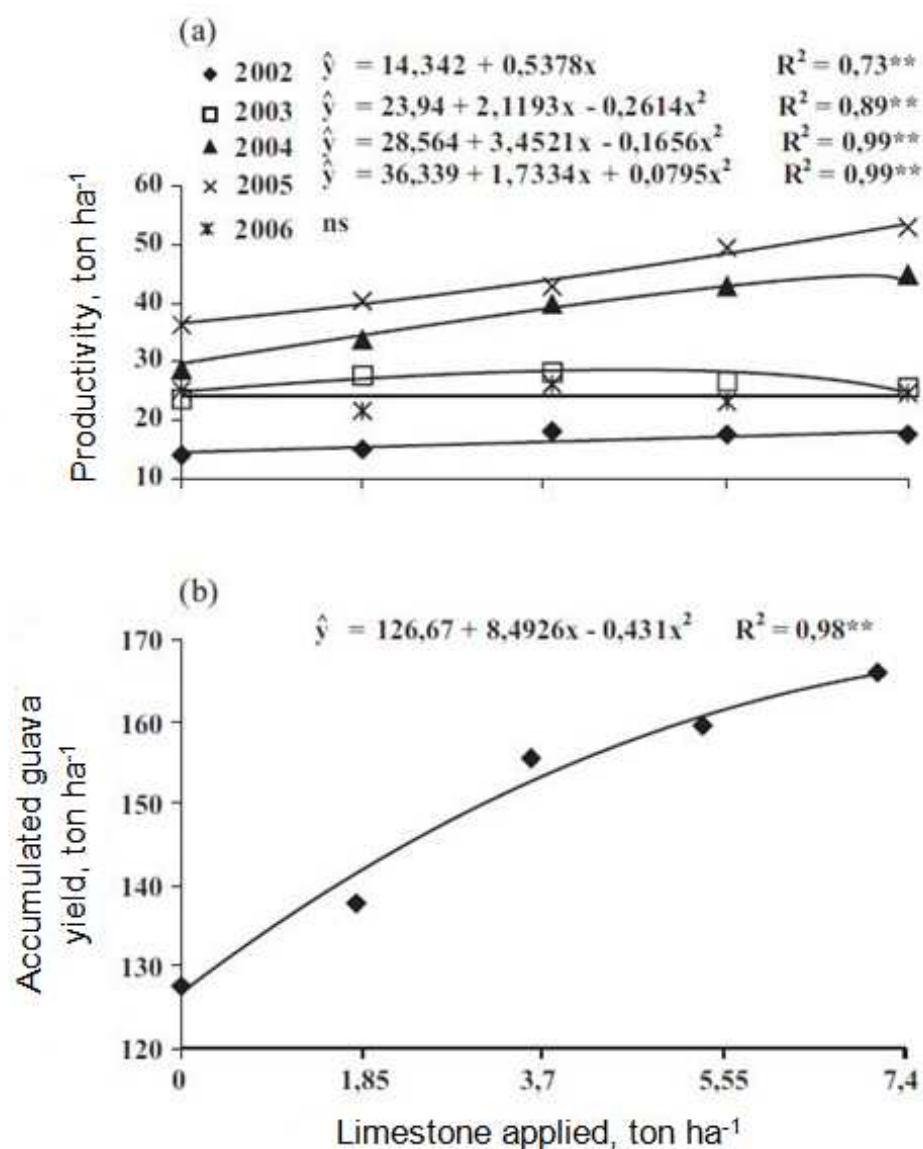 (a)
2002 ŷ = 14,342 + 0,5378x R² = 0,73**
2003 ŷ = 23,94 + 2,1193x - 0,2614x² R² = 0,89**
2004 ŷ = 28,564 + 3,4521x - 0,1656x² R² = 0,99**
2005 ŷ = 36,339 + 1,7334x + 0,0795x² R² = 0,99**
2006 ns
60
50
40
30
20
10
Productivity, ton ha⁻¹
(b)
ŷ = 126,67 + 8,4926x - 0,431x² R² = 0,98**
170
160
150
140
130
120
Accumulated guava
yield, ton ha⁻¹
0 1,85 3,7 5,55 7,4
Limestone applied, ton ha⁻¹